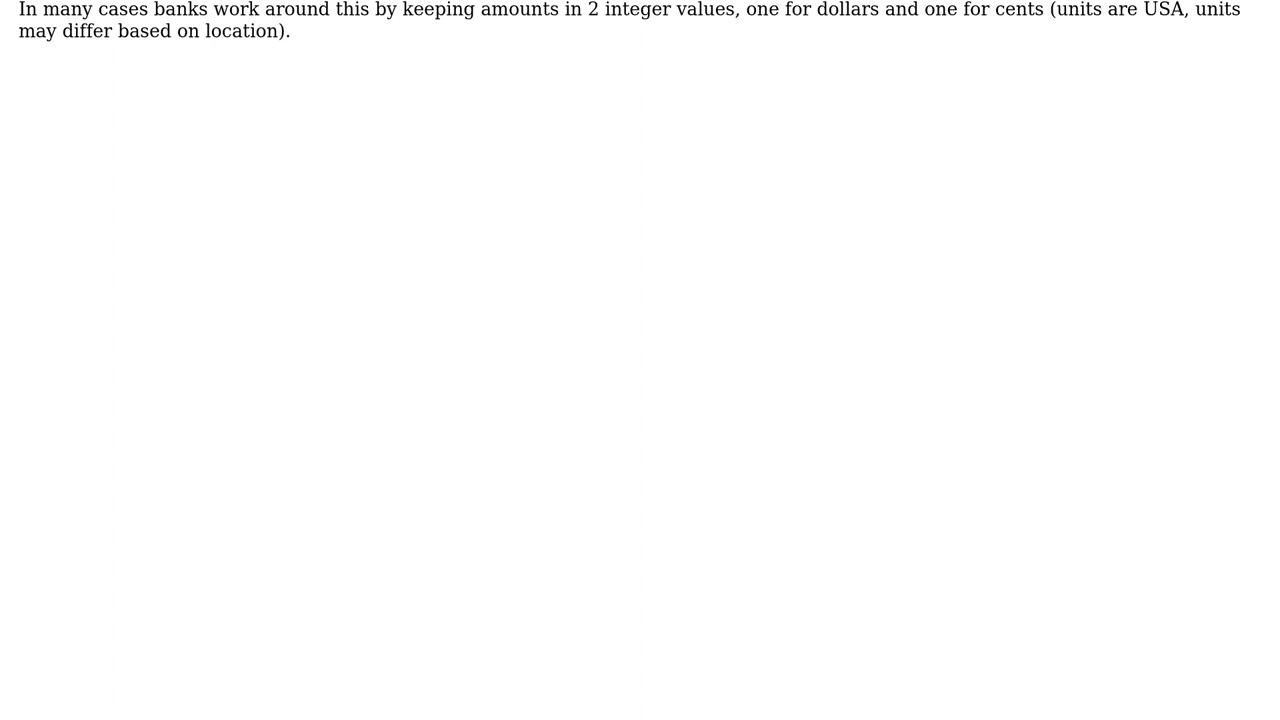 In many cases banks work around this by keeping amounts in 2 integer values, one for dollars and one for cents (units are USA, units
may differ based on location).